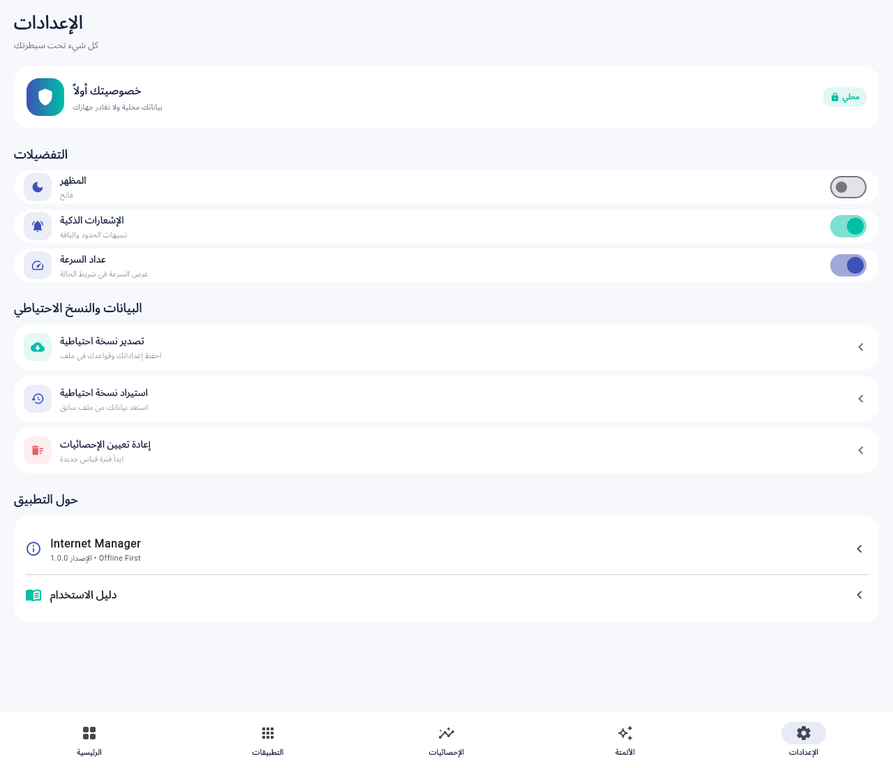 الإعدادات
كل شيء تحت سيطرتك
خصوصيتك أولاً
بياناتك محلية ولا تغادر جهازك
محلي
التفضيلات
المظهر
فاتح
الإشعارات الذكية
تنبيهات الحدود والباقة
عداد السرعة
عرض السرعة في شريط الحالة
البيانات والنسخ الاحتياطي
تصدير نسخة احتياطية
احفظ إعداداتك وقواعدك في ملف
استيراد نسخة احتياطية
استعد بياناتك من ملف سابق
إعادة تعيين الإحصائيات
ابدأ فترة قياس جديدة
حول التطبيق
Internet Manager
الإصدار 1.0.0 • Offline First
دليل الاستخدام
الرئيسية
التطبيقات
الإحصائيات
الأتمتة
الإعدادات